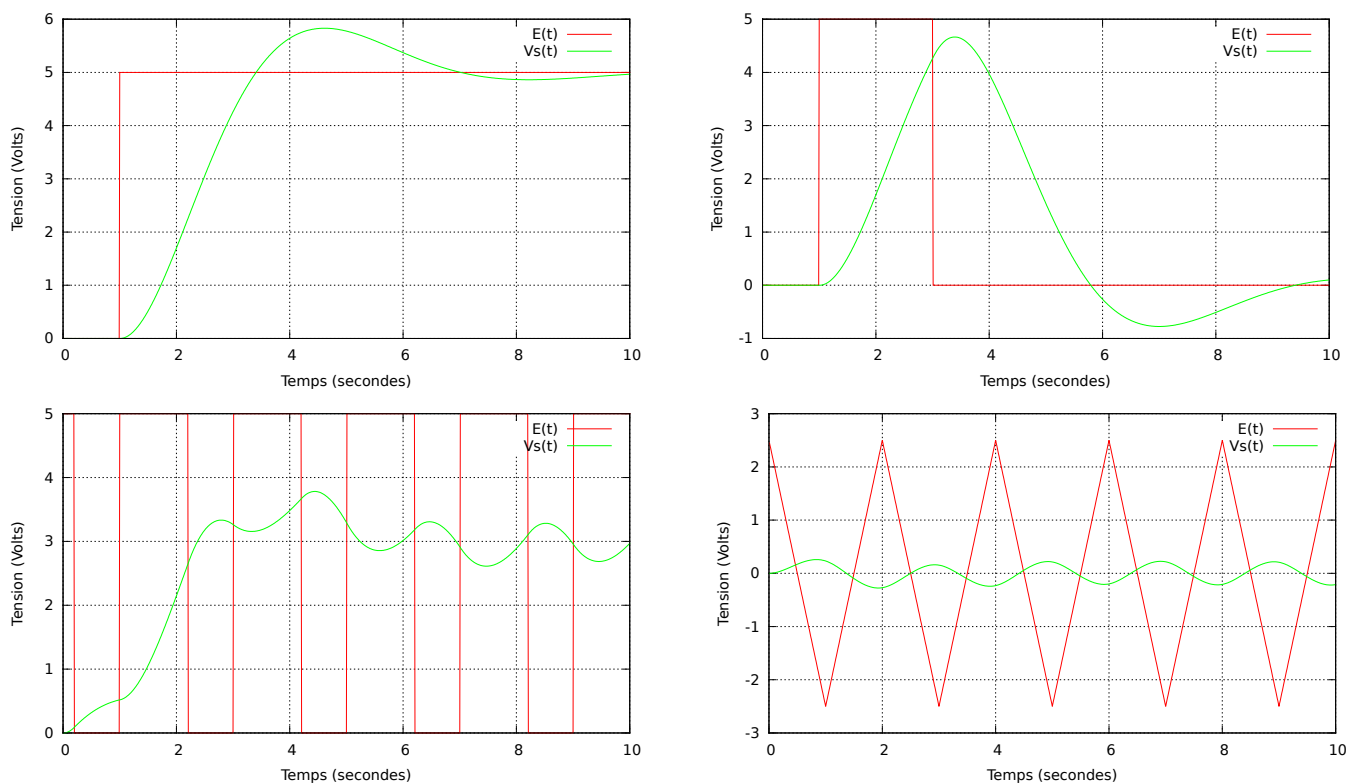 6
5
4
3
2
1
0
0 2 4 6 8 10
Tension (Volts)
Temps (secondes)
E(t)
Vs(t)
5
4
3
2
1
0
-1
0 2 4 6 8 10
Tension (Volts)
Temps (secondes)
E(t)
Vs(t)
5
4
3
2
1
0
0 2 4 6 8 10
Tension (Volts)
Temps (secondes)
E(t)
Vs(t)
3
2
1
0
-1
-2
-3
0 2 4 6 8 10
Tension (Volts)
Temps (secondes)
E(t)
Vs(t)